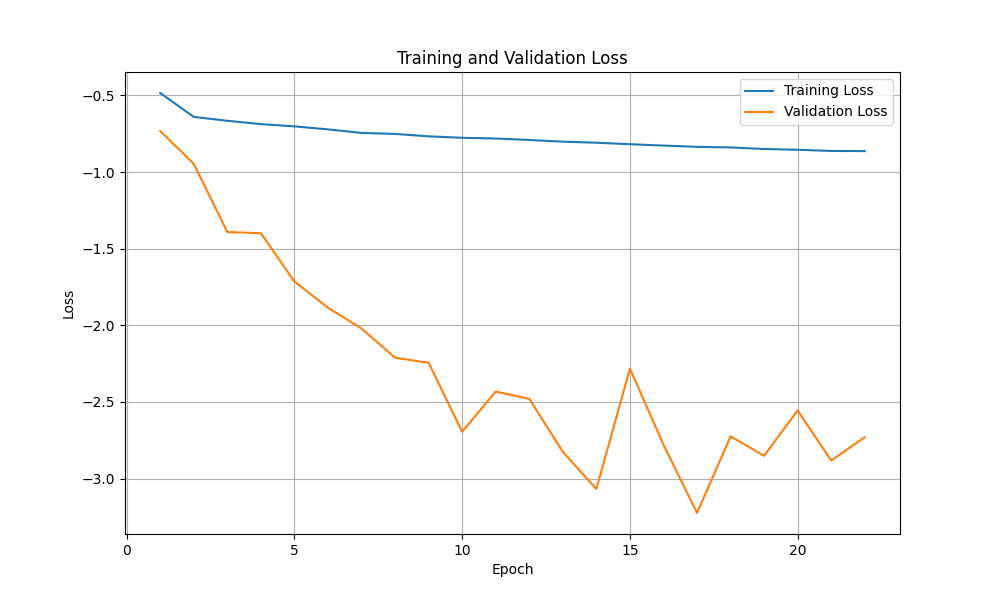 Training and Validation Loss
Training Loss
Validation Loss
Loss
−0.5
−1.0
−1.5
−2.0
−2.5
−3.0
0 5 10 15 20
Epoch